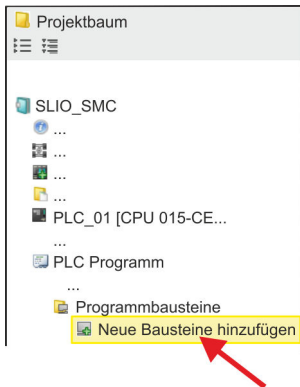 Projektbaum
SLIO_SMC
...
...
...
...
PLC_01 [CPU 015-CE...
...
PLC Programm
...
Programmbausteine
Neue Bausteine hinzufügen